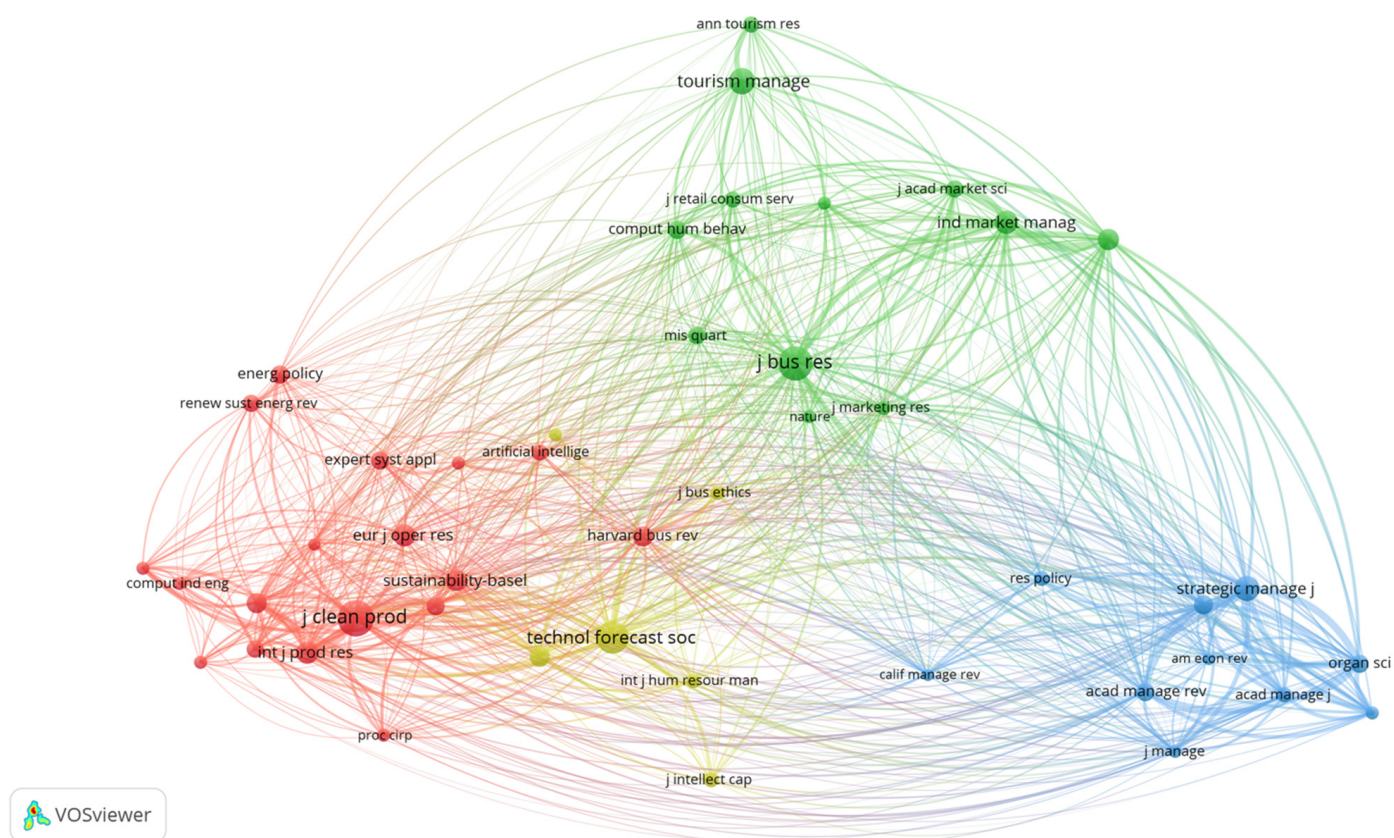 ann tourism res
tourism manage
j acad market sci
j retail consum serv
ind market manag
comput hum behav
mis quart
j bus res
energ policy
renew sust energ rev
j marketing res
nature
artificial intellige
expert syst appl
j bus ethics
eur j oper res
harvard bus rev
res policy
sustainability-basel
comput ind eng
strategic manage j
j clean prod
technol forecast soc
int j prod res
am econ rev
organ sci
calif manage rev
int j hum resour man
acad manage rev
acad manage j
proc cirp
j manage
j intellect cap
VOSviewer